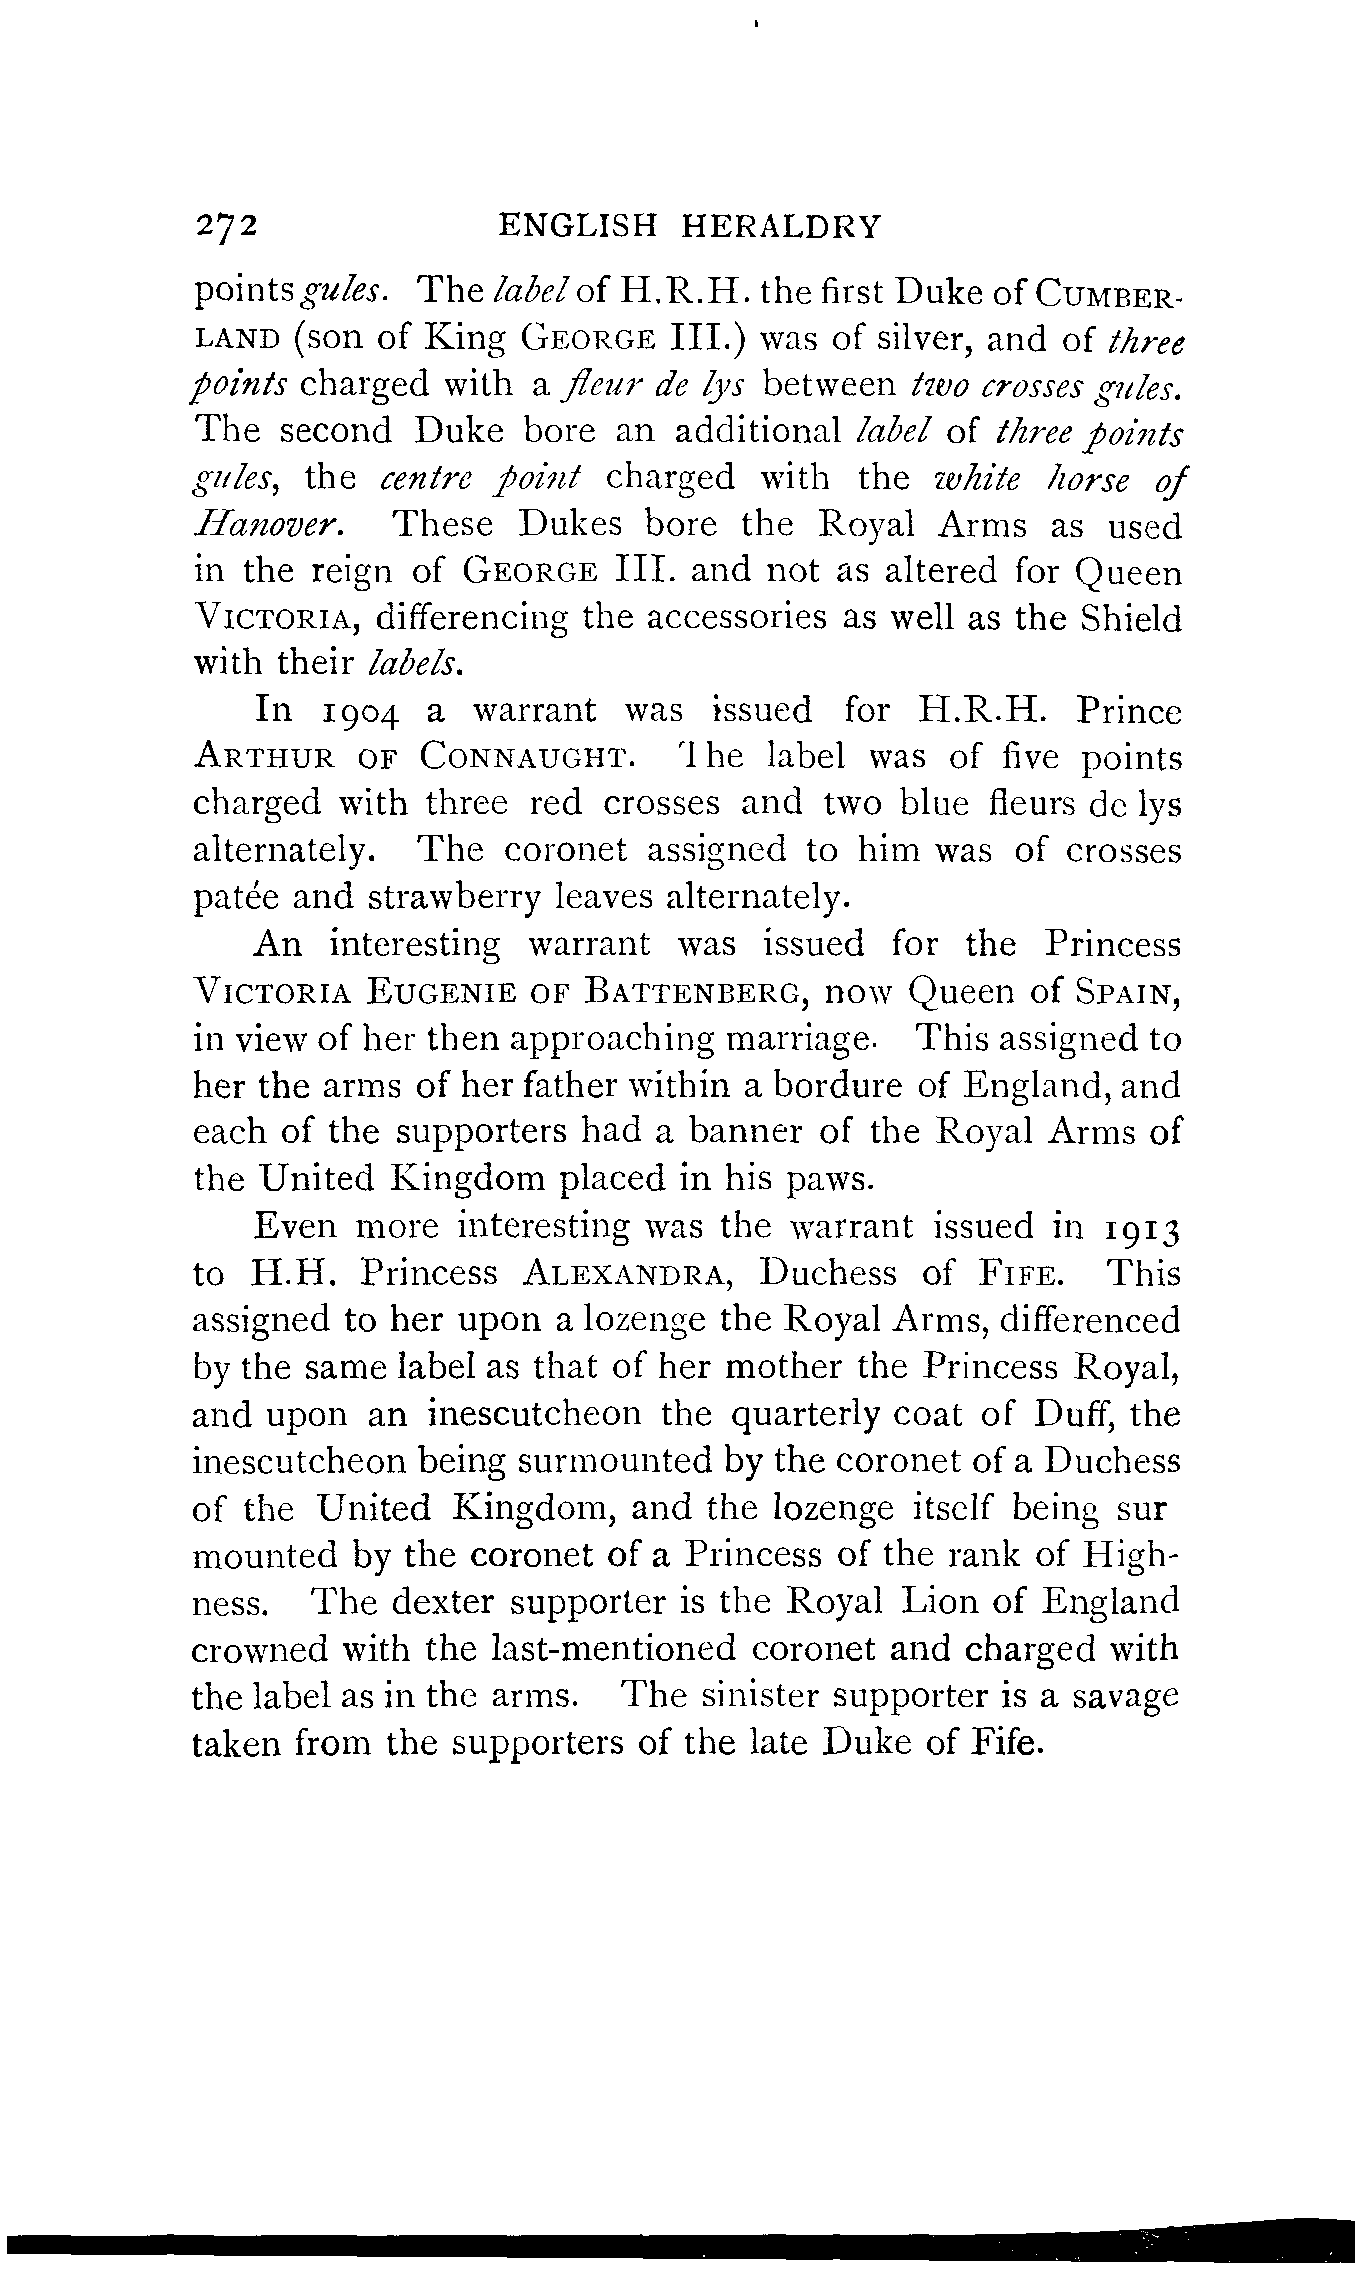 272 ENGLISH HERALDRY
points gules. The label of H.R.H. the first Duke of CUMBER-
LAND (son of King GEORGE III.) was of silver, and of three
points charged with a fleur de lys between two crosses gules.
The second Duke bore an additional label of three points
gules, the centre point charged with the white horse of
Hanover. These Dukes bore the Royal Arms as used
in the reign of GEORGE III. and not as altered for Queen
VICTORIA, differencing the accessories as well as the Shield
with their labels.
In 1904 a warrant was issued for H.R.H. Prince
ARTHUR OF CONNAUGHT. The label was of five points
charged with three red crosses and two blue fleurs de lys
alternately. The coronet assigned to him was of crosses
patée and strawberry leaves alternately.
An interesting warrant was issued for the Princess
VICTORIA EUGENIE OF BATTENBERG, now Queen of SPAIN,
in view of her then approaching marriage. This assigned to
her the arms of her father within a bordure of England, and
each of the supporters had a banner of the Royal Arms of
the United Kingdom placed in his paws.
Even more interesting was the warrant issued in 1913
to H.H. Princess ALEXANDRA, Duchess of FIFE. This
assigned to her upon a lozenge the Royal Arms, differenced
by the same label as that of her mother the Princess Royal,
and upon an inescutcheon the quarterly coat of Duff, the
inescutcheon being surmounted by the coronet of a Duchess
of the United Kingdom, and the lozenge itself being sur
mounted by the coronet of a Princess of the rank of High-
ness. The dexter supporter is the Royal Lion of England
crowned with the last-mentioned coronet and charged with
the label as in the arms. The sinister supporter is a savage
taken from the supporters of the late Duke of Fife.